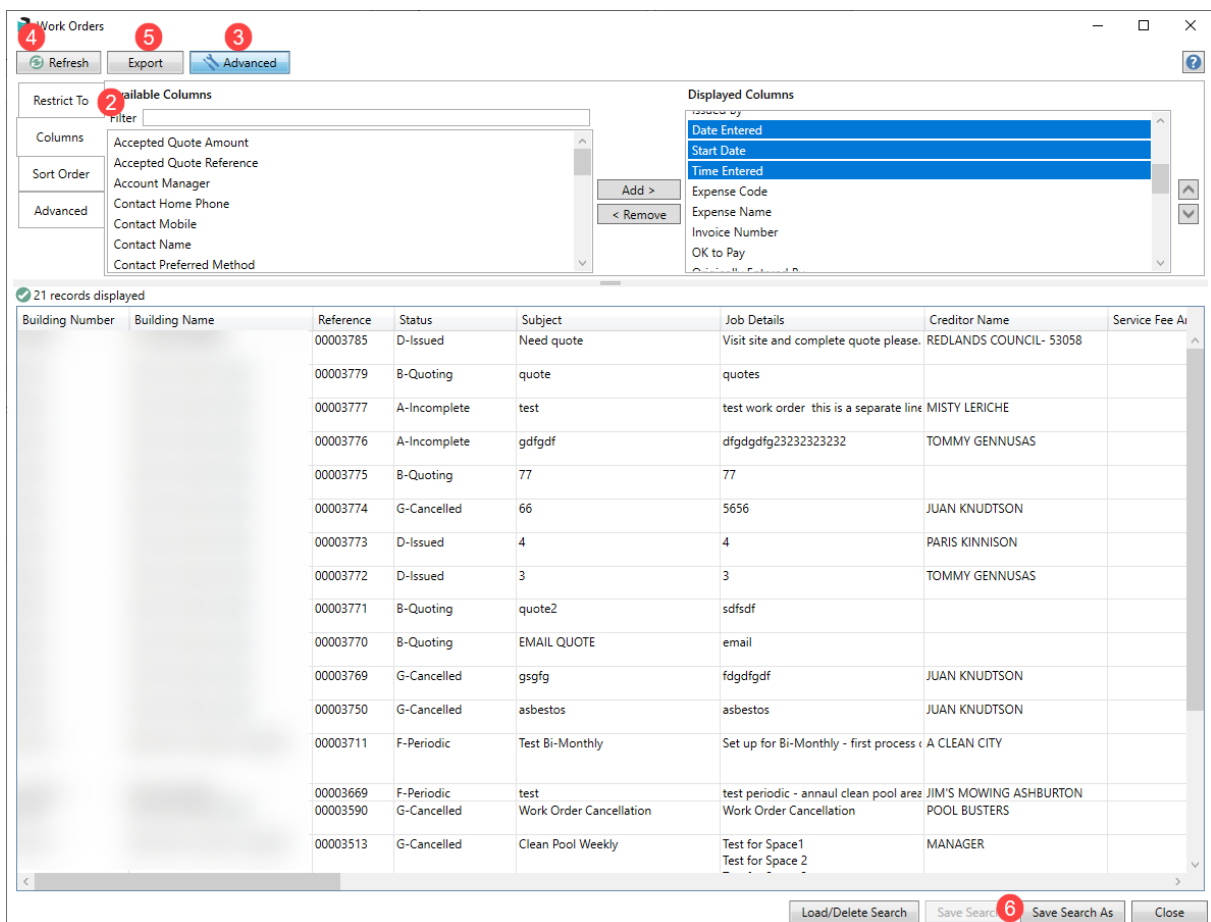 Work Orders
4 5 3
Refresh Export Advanced
Restrict To
Columns
Sort Order
Advanced
2
Available Columns
Filter
Accepted Quote Amount
Accepted Quote Reference
Account Manager
Contact Home Phone
Contact Mobile
Contact Name
Contact Preferred Method
Add >
< Remove
Displayed Columns
Issued By
Date Entered
Start Date
Time Entered
Expense Code
Expense Name
Invoice Number
OK to Pay
Originally Entered By
21 records displayed
Building Number Building Name Reference Status Subject Job Details Creditor Name Service Fee A
00003785 D-Issued Need quote Visit site and complete quote please. REDLANDS COUNCIL- 53058
00003779 B-Quoting quote quotes
00003777 A-Incomplete test test work order this is a separate line MISTY LERICHE
00003776 A-Incomplete gdfgdf dfgdgdfg23232323232 TOMMY GENNUSAS
00003775 B-Quoting 77 77
00003774 G-Cancelled 66 5656 JUAN KNUDTSON
00003773 D-Issued 4 4 PARIS KINNISON
00003772 D-Issued 3 3 TOMMY GENNUSAS
00003771 B-Quoting quote2 sdfsdf
00003770 B-Quoting EMAIL QUOTE email
00003769 G-Cancelled gsgfg fdgdfgdf JUAN KNUDTSON
00003750 G-Cancelled asbestos asbestos JUAN KNUDTSON
00003711 F-Periodic Test Bi-Monthly Set up for Bi-Monthly - first process A CLEAN CITY
00003669 F-Periodic test test periodic - annaul clean pool area JIM'S MOWING ASHBURTON
00003590 G-Cancelled Work Order Cancellation Work Order Cancellation POOL BUSTERS
00003513 G-Cancelled Clean Pool Weekly Test for Space1 MANAGER
Test for Space 2
Load/Delete Search Save Search 6 Save Search As Close